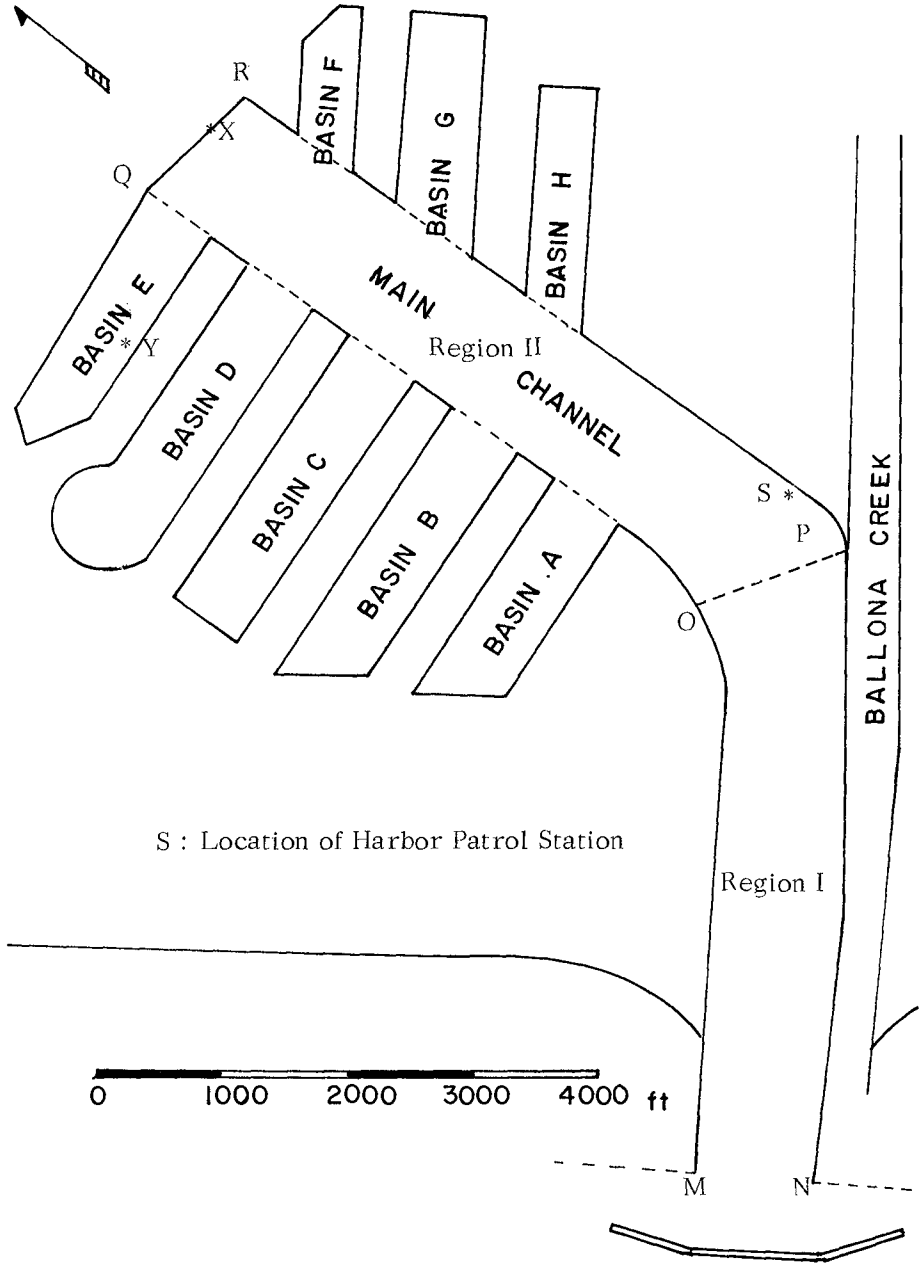 R
*X
Q
BASIN F
BASIN G
BASIN H
MAIN
CHANNEL
Region II
BASIN E
* Y
BASIN D
BASIN C
BASIN B
BASIN .A
S *
P
O
BALLONA CREEK
S : Location of Harbor Patrol Station
Region I
0 1000 2000 3000 4000 ft
M
N